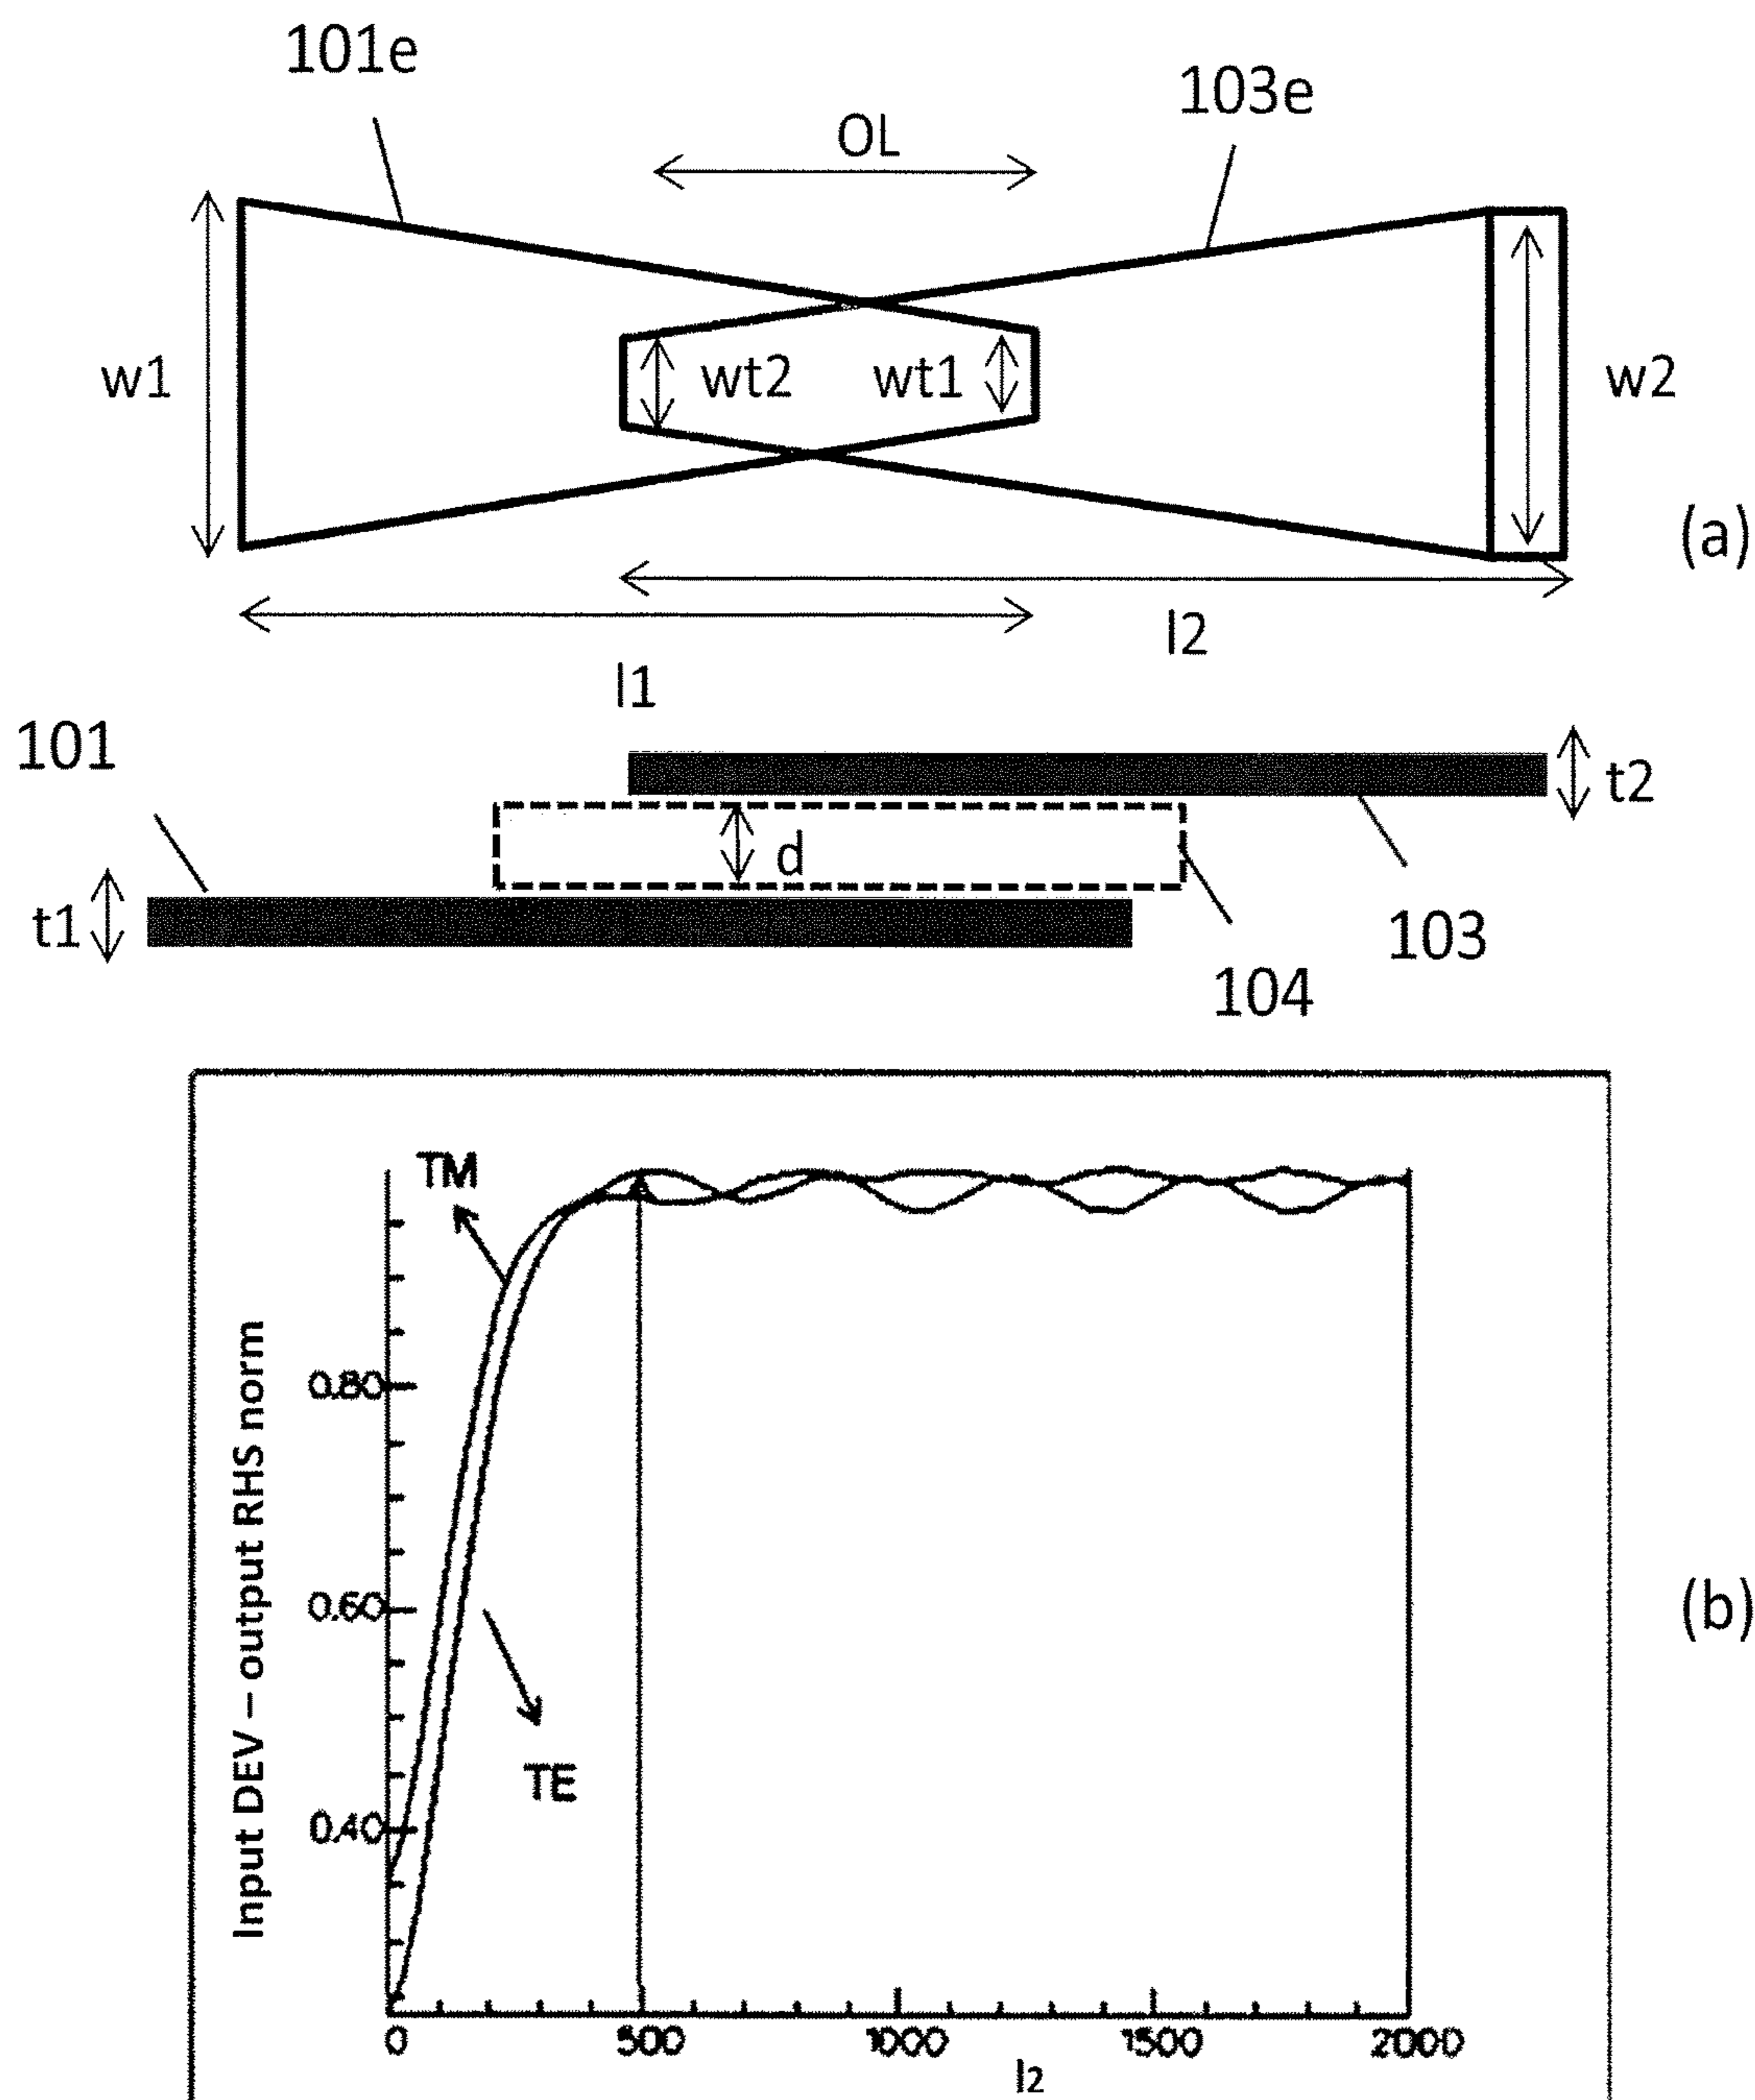 101e
103e
OL
w1
wt2
wt1
w2
(a)
l2
l1
101
t2
d
t1
103
104
TM
0.80
0.60
0.40
TE
Input DEV – output RHS norm
(b)
0
500
1000
1500
2000
l2